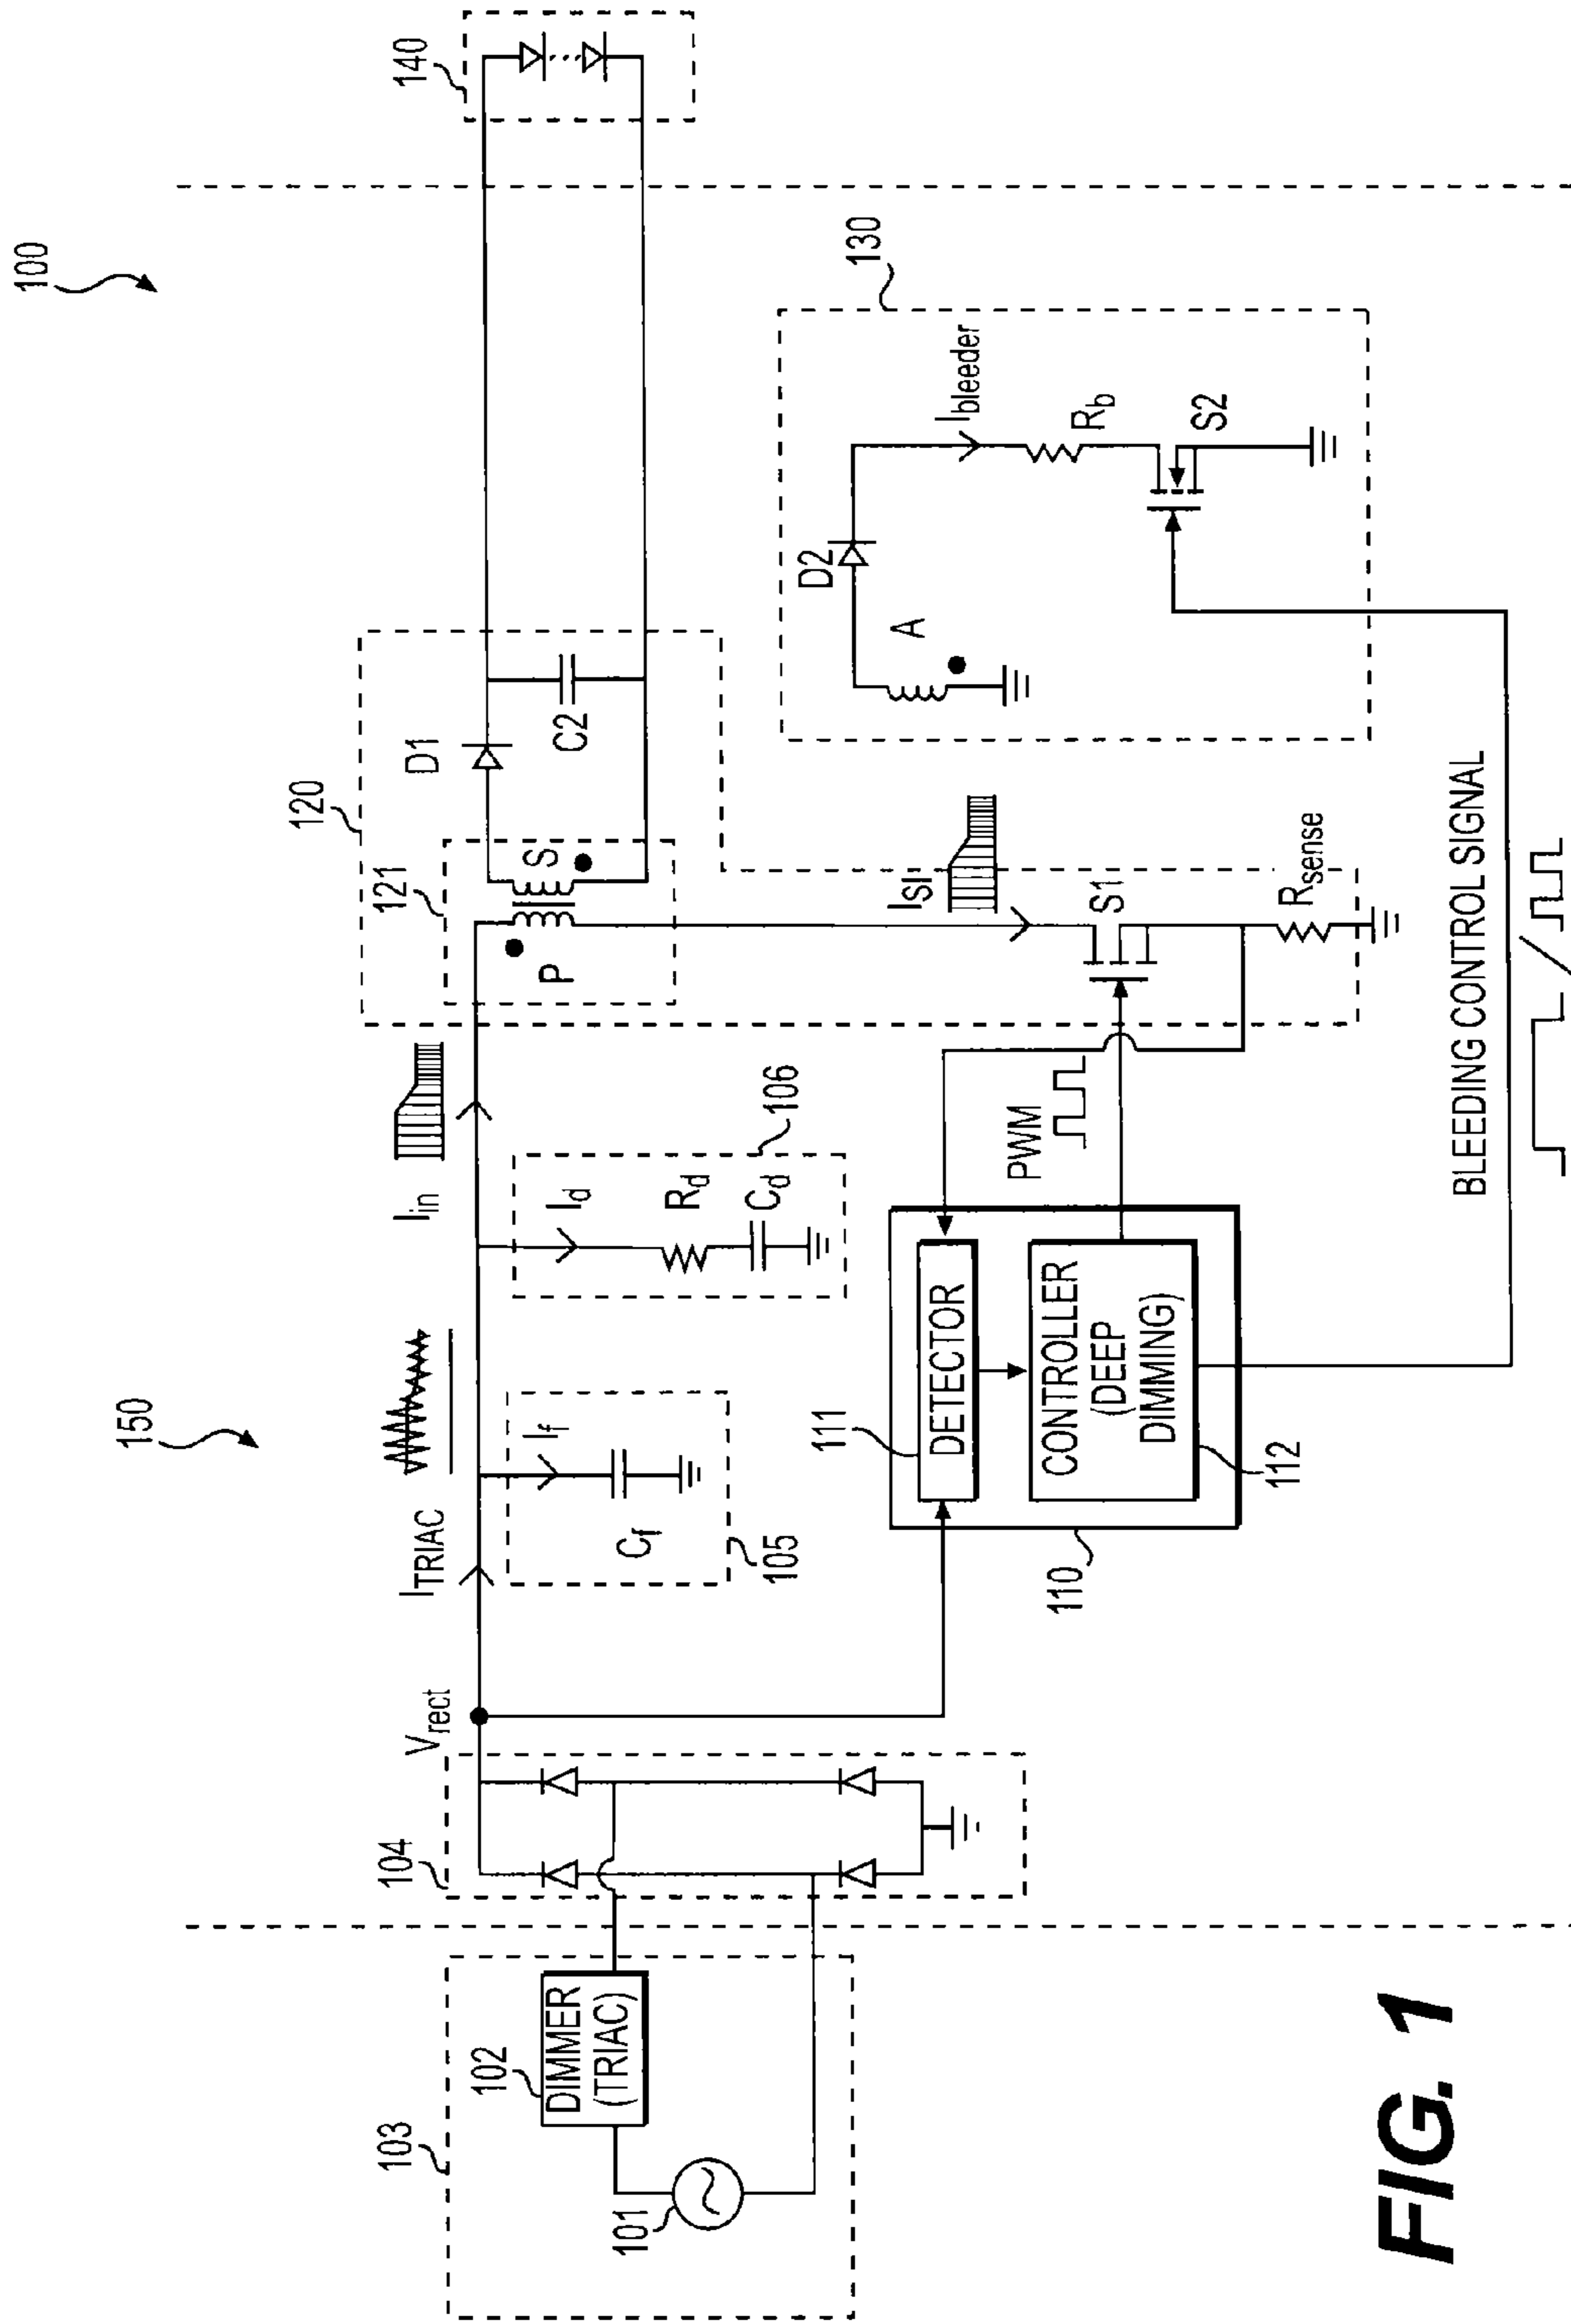 100
150
103
102
DIMMER
(TRIAC)
101
104
V_rect
I_TRIAC
I_f
C_f
105
I_in
I_d
R_d
C_d
106
120
121
P
S
D1
C2
140
I_SI
S1
R_sense
PWM
110
111
DETECTOR
CONTROLLER
(DEEP
DIMMING)
112
130
A
D2
I_bleeder
R_b
S2
BLEEDING CONTROL SIGNAL
/
FIG. 1